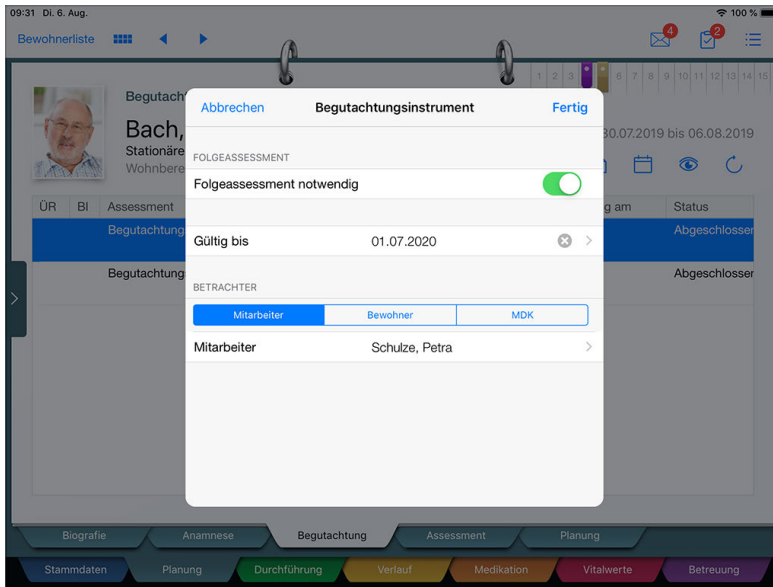 09:31 Di. 6. Aug. 100 %
Bewohnerliste 4 2
1 2 3 6 7 8 9 10 11 12 13 14 15
Begutach
Abbrechen Begutachtungsinstrument Fertig
Bach,
30.07.2019 bis 06.08.2019
Stationäre
Wohnbere
FOLGEASSESSMENT
Folgeassessment notwendig
ÜR BI Assessment g am Status
Begutachtung Abgeschlossen
Gültig bis 01.07.2020
Begutachtung Abgeschlossen
BETRACHTER
Mitarbeiter Bewohner MDK
Mitarbeiter Schulze, Petra
Biografie Anamnese Begutachtung Assessment Planung
Stammdaten Planung Durchführung Verlauf Medikation Vitalwerte Betreuung